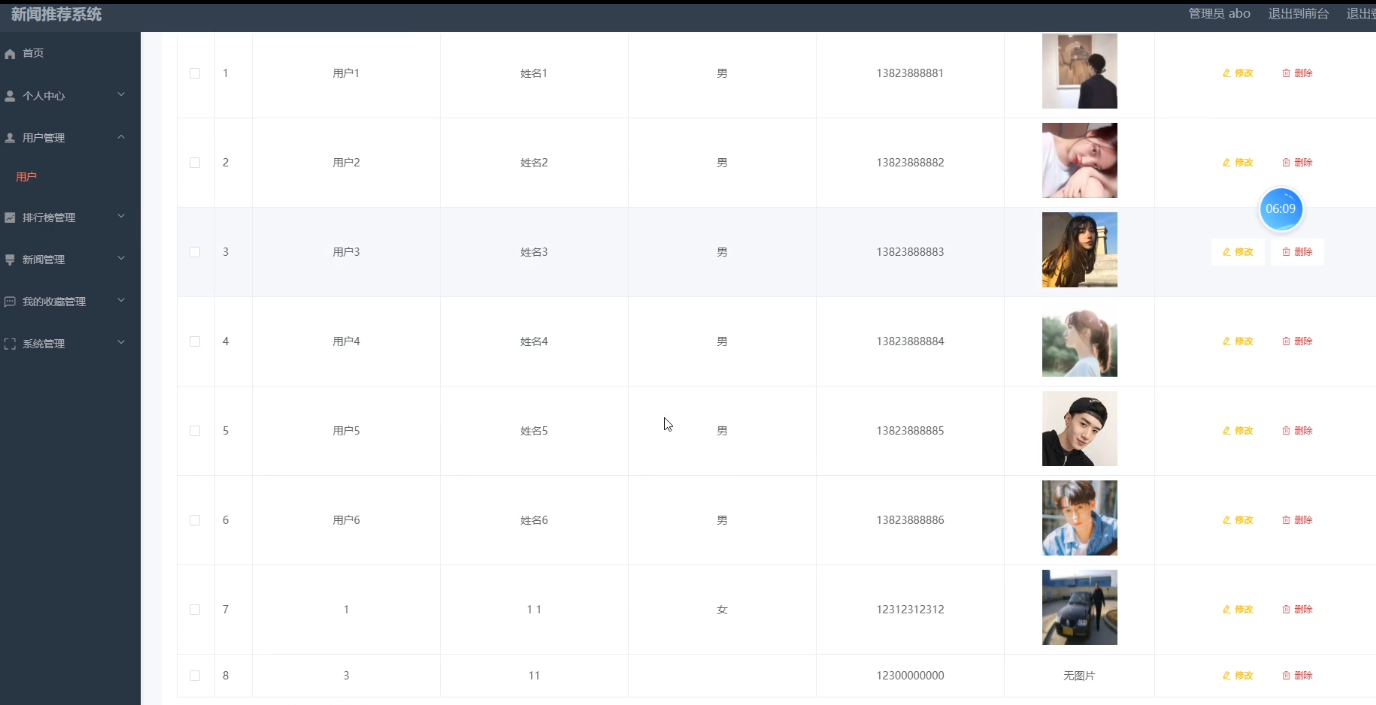 新闻推荐系统
管理员 abo 退出到前台
首页
个人中心
用户管理
用户
排行榜管理
新闻管理
我的收藏管理
系统管理
1 用户1 姓名1 男 13823888881 修改 删除
2 用户2 姓名2 男 13823888882 修改 删除
06:09
3 用户3 姓名3 男 13823888883 修改 删除
4 用户4 姓名4 男 13823888884 修改 删除
5 用户5 姓名5 男 13823888885 修改 删除
6 用户6 姓名6 男 13823888886 修改 删除
7 1 1 1 女 12312312312 修改 删除
8 3 11 12300000000 无图片 修改 删除